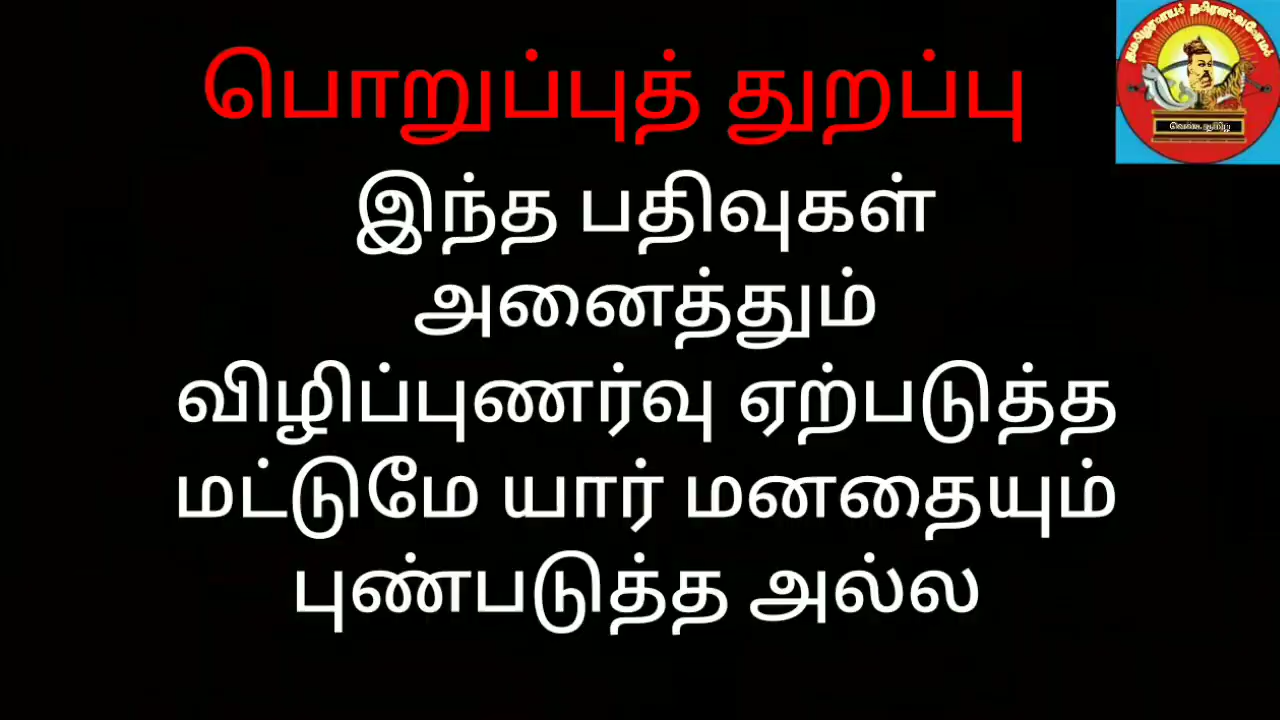 பொறுப்புத் துறப்பு
இந்த பதிவுகள்
அனைத்தும்
விழிப்புணர்வு ஏற்படுத்த
மட்டுமே யார் மனதையும்
புண்படுத்த அல்ல